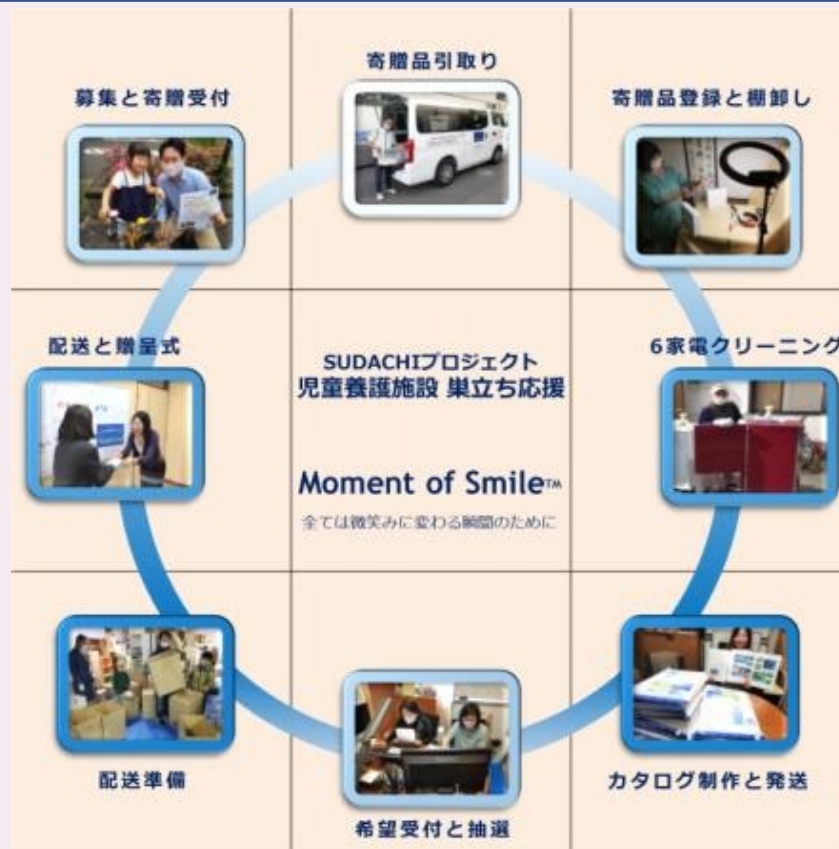 寄贈品引取り
募集と寄贈受付
寄贈品登録と棚卸し
配送と贈呈式
SUDACHIプロジェクト
児童養護施設 巣立ち応援
6家電クリーニング
Moment of Smile™
全ては微笑みに変わる瞬間のために
配送準備
カタログ制作と発送
希望受付と抽選